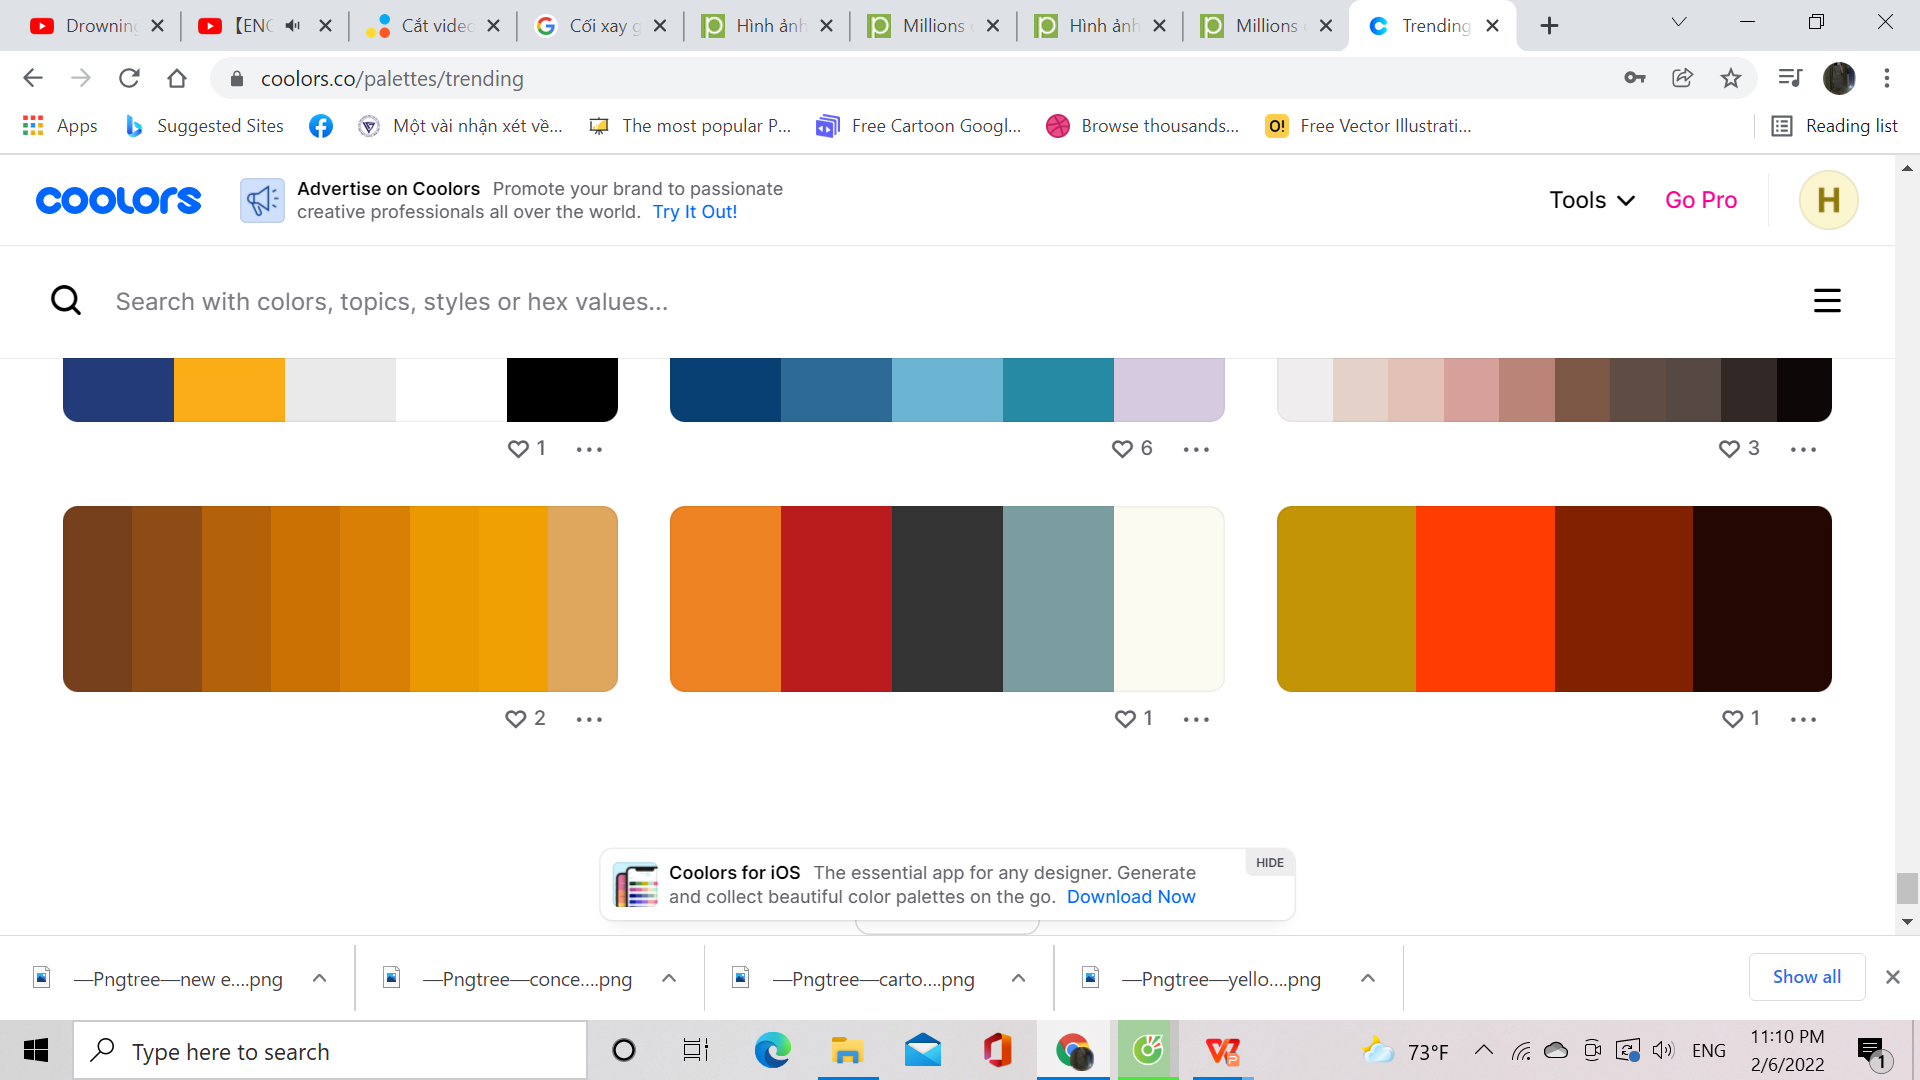 Drowning
【ENG
Cắt video
Cối xay g
Hình ảnh
Millions
Hình ảnh
Millions
Trending
coolors.co/palettes/trending
Apps
Suggested Sites
Một vài nhận xét về...
The most popular P...
Free Cartoon Googl...
Browse thousands...
O!
Free Vector Illustrati...
Reading list
coolors
Advertise on Coolors Promote your brand to passionate
creative professionals all over the world. Try It Out!
Tools
Go Pro
H
Search with colors, topics, styles or hex values...
1
6
3
2
1
1
Coolors for iOS The essential app for any designer. Generate
and collect beautiful color palettes on the go. Download Now
HIDE
—Pngtree—new e....png
—Pngtree—conce....png
—Pngtree—carto....png
—Pngtree—yello....png
Show all
Type here to search
73°F
ENG
11:10 PM
2/6/2022
1